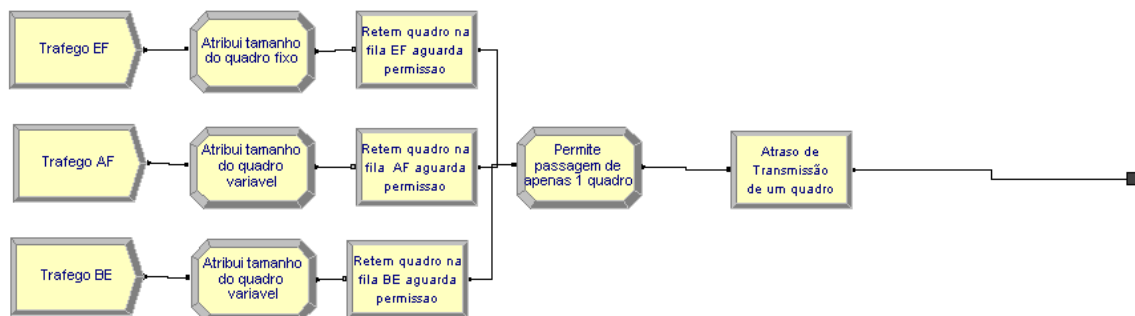 Trafego EF
Atribui tamanho
do quadro fixo
Retem quadro na
fila EF aguarda
permissao
Trafego AF
Atribui tamanho
do quadro
variavel
Retem quadro na
fila AF aguarda
permissao
Permite
passagem de
apenas 1 quadro
Atraso de
Transmissão
de um quadro
Trafego BE
Atribui tamanho
do quadro
variavel
Retem quadro na
fila BE aguarda
permissao